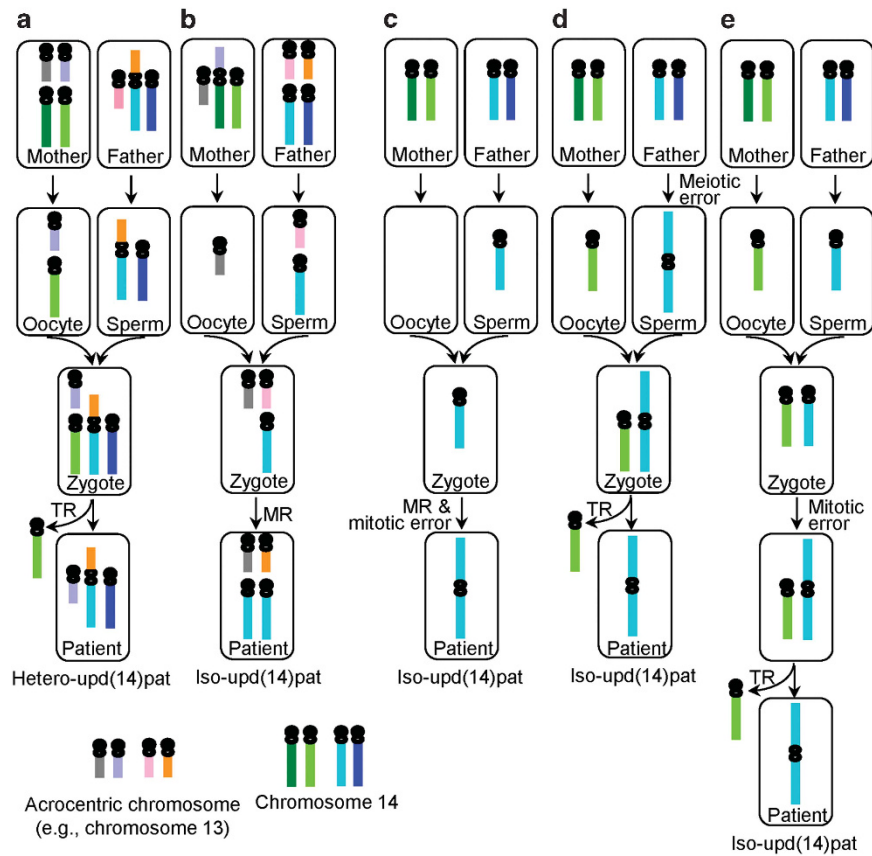 a
Mother
Father
Oocyte
Sperm
Zygote
TR
Patient
Hetero-upd(14)pat
b
Mother
Father
Oocyte
Sperm
Zygote
MR
Patient
Iso-upd(14)pat
c
Mother
Father
Oocyte
Sperm
Zygote
MR &
mitotic error
Patient
Iso-upd(14)pat
d
Mother
Father
Meiotic
error
Oocyte
Sperm
Zygote
TR
Patient
Iso-upd(14)pat
e
Mother
Father
Oocyte
Sperm
Zygote
Mitotic
error
TR
Patient
Iso-upd(14)pat
Acrocentric chromosome
(e.g., chromosome 13)
Chromosome 14